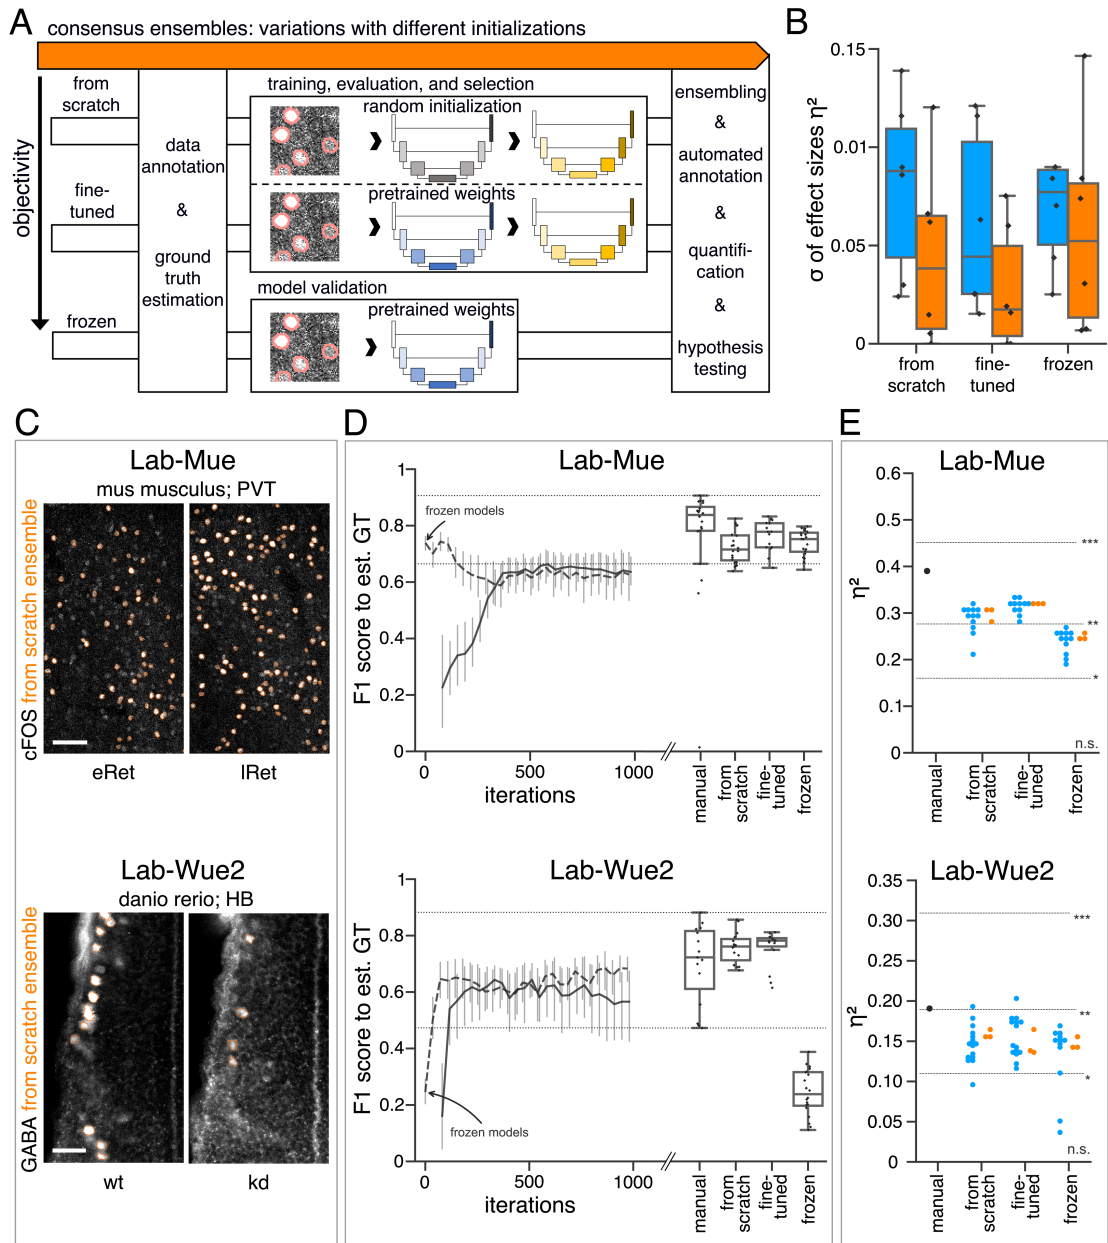 A
consensus ensembles: variations with different initializations
objectivity
from
scratch
fine-
tuned
frozen
data
annotation
&
ground
truth
estimation
training, evaluation, and selection
random initialization
pretrained weights
model validation
pretrained weights
ensembling
&
automated
annotation
&
quantifi-
cation
&
hypothesis
testing
B
σ of effect sizes η²
0.15
0.01
0.05
0
from
scratch
fine-
tuned
frozen
C
Lab-Mue
mus musculus; PVT
cFOS from scratch ensemble
eRet
lRet
Lab-Wue2
danio rerio; HB
GABA from scratch ensemble
wt
kd
D
Lab-Mue
F1 score to est. GT
1
0.8
0.6
0.4
0.2
0
frozen models
0
500
1000
iterations
manual
from
scratch
fine-
tuned
frozen
Lab-Wue2
F1 score to est. GT
1
0.8
0.6
0.4
0.2
0
frozen models
0
500
1000
iterations
manual
from
scratch
fine-
tuned
frozen
E
Lab-Mue
η²
0.6
0.5
0.4
0.3
0.2
0.1
0
***
**
*
n.s.
manual
from
scratch
fine-
tuned
frozen
Lab-Wue2
η²
0.35
0.30
0.25
0.20
0.15
0.10
0.05
0
***
**
*
n.s.
manual
from
scratch
fine-
tuned
frozen